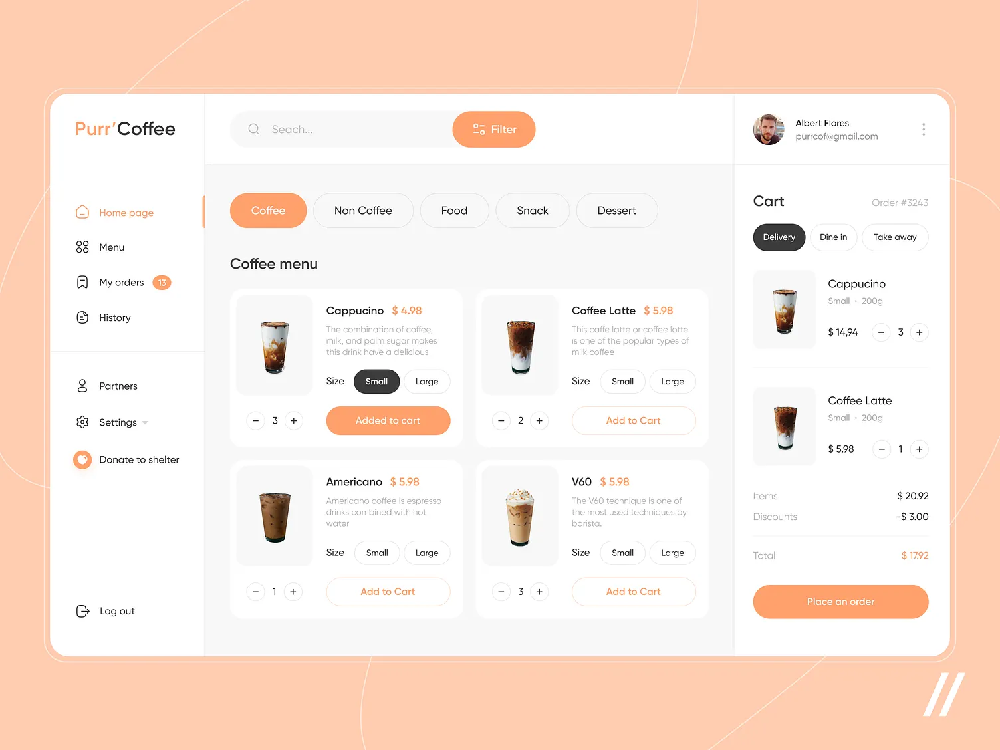 Purr'Coffee
Home page
Menu
My orders 13
History
Partners
Settings
Donate to shelter
Log out
Seach...
Filter
Coffee
Non Coffee
Food
Snack
Dessert
Coffee menu
Cappucino $ 4.98
The combination of coffee,
milk, and palm sugar makes
this drink have a delicious
Size Small Large
− 3 +
Added to cart
Coffee Latte $ 5.98
This caffe latte or coffee lotte
is one of the popular types of
milk coffee
Size Small Large
− 2 +
Add to Cart
Americano $ 5.98
Americano coffee is espresso
drinks combined with hot
water
Size Small Large
− 1 +
Add to Cart
V60 $ 5.98
The V60 technique is one of
the most used techniques by
barista.
Size Small Large
− 3 +
Add to Cart
Albert Flores
purrcof@gmail.com
Cart Order #3243
Delivery Dine in Take away
Cappucino
Small • 200g
$ 14,94 − 3 +
Coffee Latte
Small • 200g
$ 5.98 − 1 +
Items $ 20.92
Discounts -$ 3.00
Total $ 17.92
Place an order